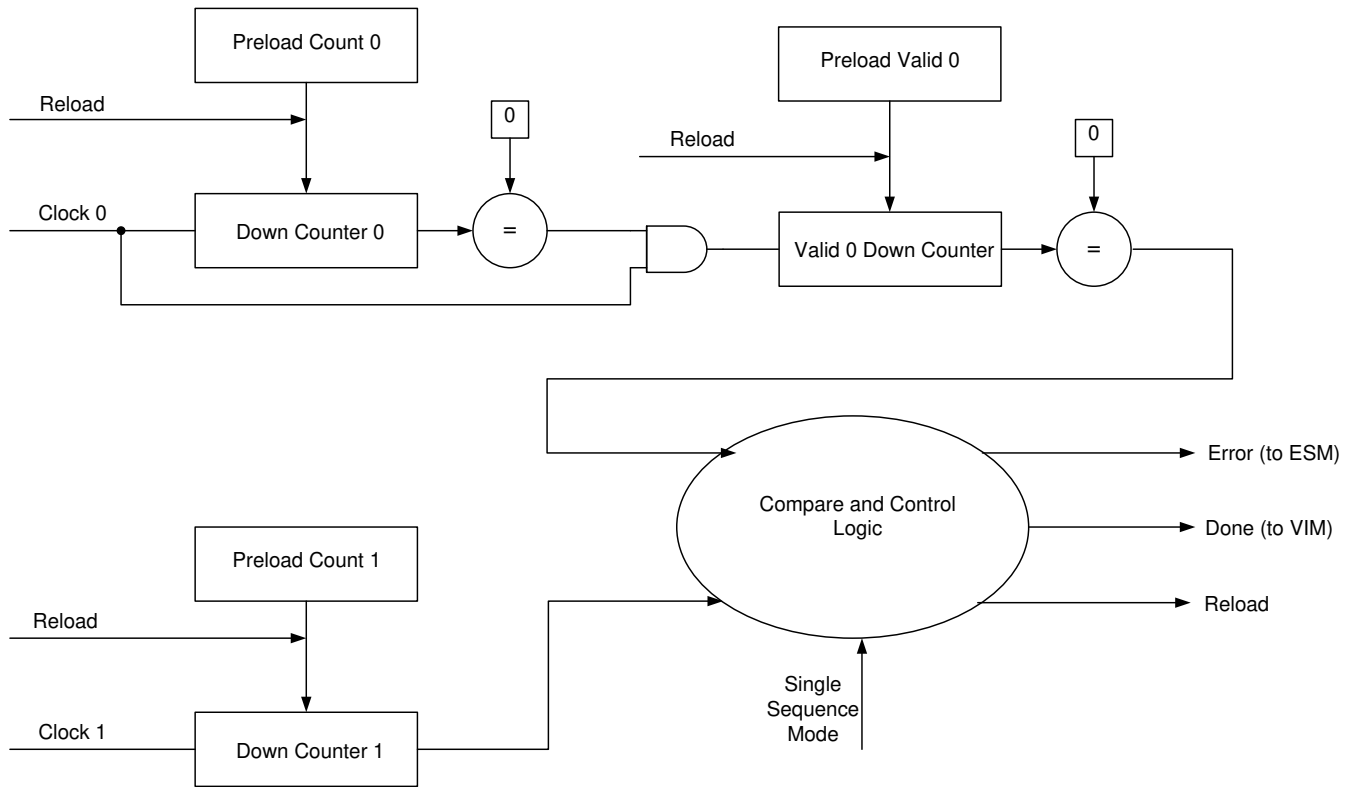 Preload Count 0
Reload
0
Clock 0
Down Counter 0
=
Preload Valid 0
Reload
0
Valid 0 Down Counter
=
Compare and Control
Logic
Error (to ESM)
Done (to VIM)
Reload
Single
Sequence
Mode
Preload Count 1
Reload
Clock 1
Down Counter 1